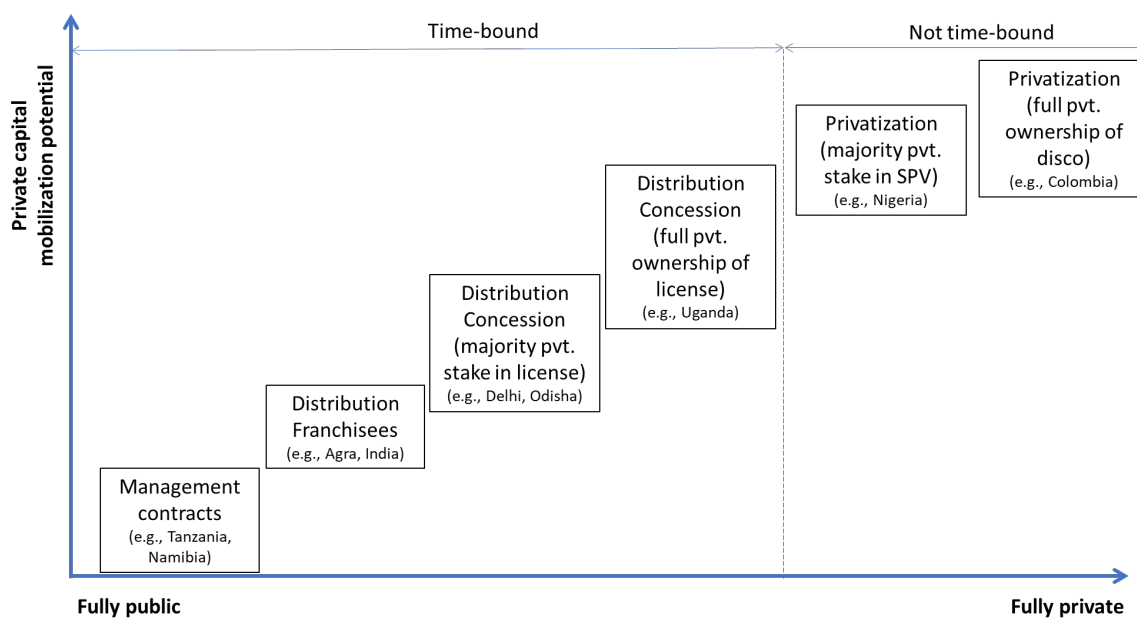 Time-bound
Not time-bound
Private capital
mobilization potential
Privatization
(full pvt.
ownership of
disco)
(e.g., Colombia)
Privatization
(majority pvt.
stake in SPV)
(e.g., Nigeria)
Distribution
Concession
(full pvt.
ownership of
license)
(e.g., Uganda)
Distribution
Concession
(majority pvt.
stake in license)
(e.g., Delhi, Odisha)
Distribution
Franchisees
(e.g., Agra, India)
Management
contracts
(e.g., Tanzania,
Namibia)
Fully public
Fully private